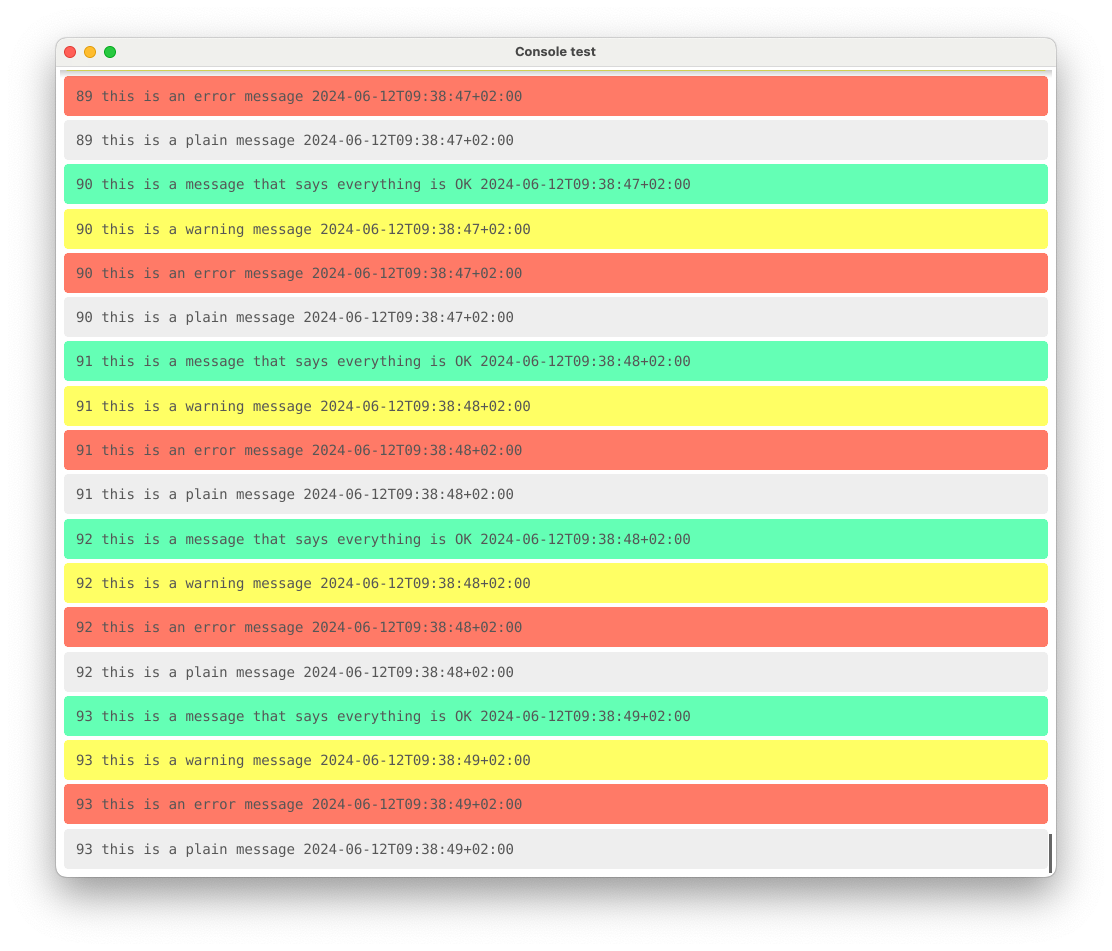 Console test
89 this is an error message 2024-06-12T09:38:47+02:00
89 this is a plain message 2024-06-12T09:38:47+02:00
90 this is a message that says everything is OK 2024-06-12T09:38:47+02:00
90 this is a warning message 2024-06-12T09:38:47+02:00
90 this is an error message 2024-06-12T09:38:47+02:00
90 this is a plain message 2024-06-12T09:38:47+02:00
91 this is a message that says everything is OK 2024-06-12T09:38:48+02:00
91 this is a warning message 2024-06-12T09:38:48+02:00
91 this is an error message 2024-06-12T09:38:48+02:00
91 this is a plain message 2024-06-12T09:38:48+02:00
92 this is a message that says everything is OK 2024-06-12T09:38:48+02:00
92 this is a warning message 2024-06-12T09:38:48+02:00
92 this is an error message 2024-06-12T09:38:48+02:00
92 this is a plain message 2024-06-12T09:38:48+02:00
93 this is a message that says everything is OK 2024-06-12T09:38:49+02:00
93 this is a warning message 2024-06-12T09:38:49+02:00
93 this is an error message 2024-06-12T09:38:49+02:00
93 this is a plain message 2024-06-12T09:38:49+02:00